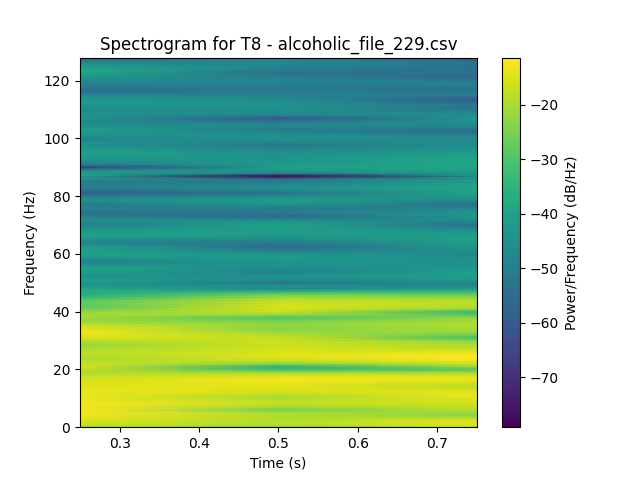 Spectrogram for T8 - alcoholic_file_229.csv
120
100
80
60
40
20
0
Frequency (Hz)
0.3 0.4 0.5 0.6 0.7
Time (s)
−20
−30
−40
−50
−60
−70
Power/Frequency (dB/Hz)